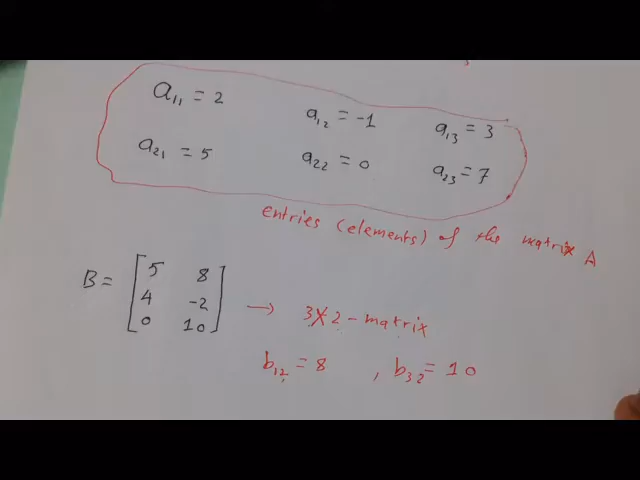 a₁₁ = 2 a₁₂ = -1 a₁₃ = 3
a₂₁ = 5 a₂₂ = 0 a₂₃ = 7
entries (elements) of the matrix A
B = [5 8
4 -2
0 10] → 3X2 - matrix
b₁₂ = 8 , b₃₂ = 10